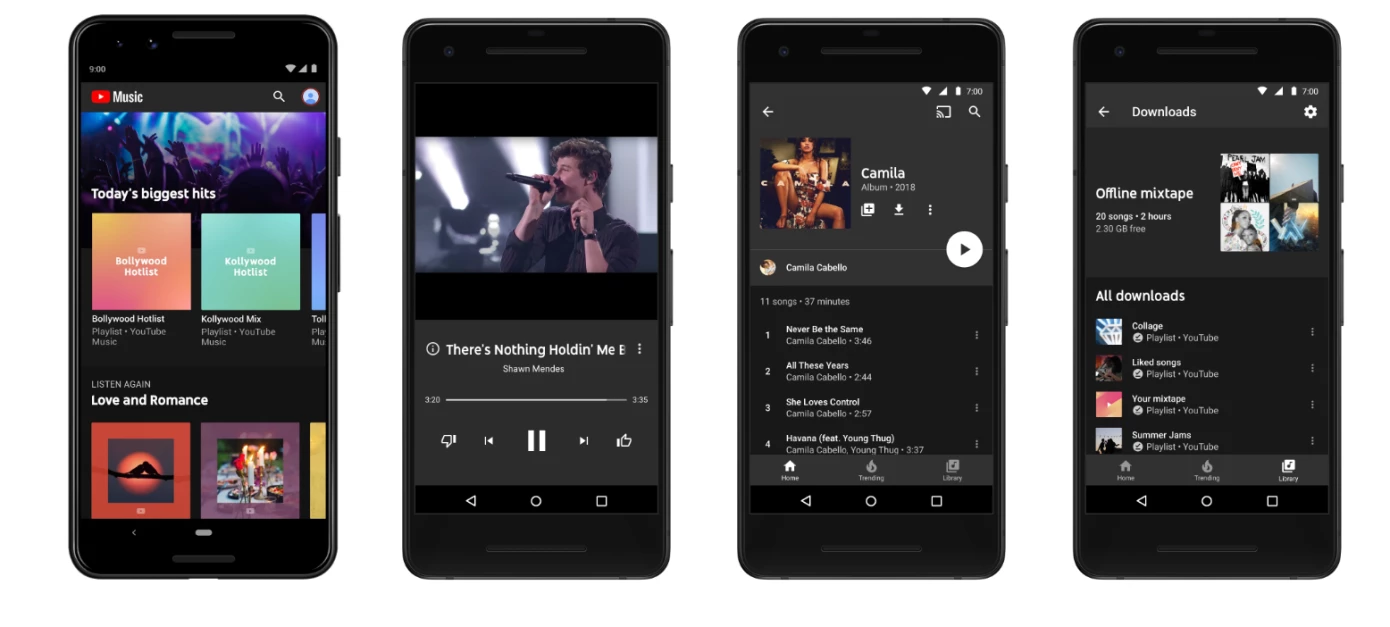 9:00
Music
Today's biggest hits
Bollywood
Hotlist
Kollywood
Hotlist
Bollywood Hotlist
Playlist • YouTube
Music
Kollywood Mix
Playlist • YouTube
Music
Toll
Pla
Mu
LISTEN AGAIN
Love and Romance
There's Nothing Holdin' Me B
Shawn Mendes
3:20
3:35
7:00
CAMILA
Camila
Album • 2018
Camila Cabello
11 songs • 37 minutes
1
Never Be the Same
Camila Cabello • 3:46
2
All These Years
Camila Cabello • 2:44
3
She Loves Control
Camila Cabello • 2:57
4
Havana (feat. Young Thug)
Camila Cabello, Young Thug • 3:37
Home
Trending
Library
7:00
Downloads
Offline mixtape
20 songs • 2 hours
2.30 GB free
PEARL JAM
All downloads
Collage
Playlist • YouTube
Liked songs
Playlist • YouTube
Your mixtape
Playlist • YouTube
Summer Jams
Playlist • YouTube
Home
Trending
Library